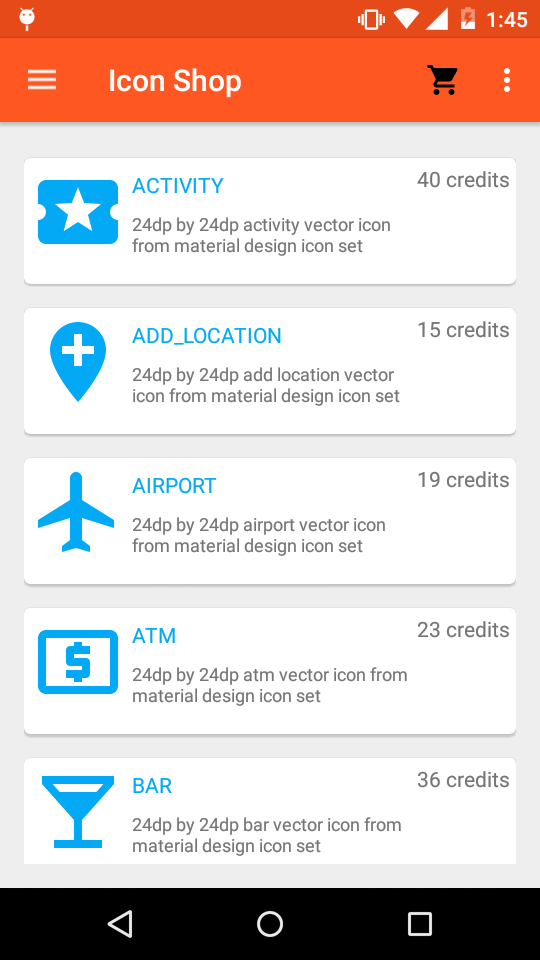 1:45
Icon Shop
ACTIVITY
40 credits
24dp by 24dp activity vector icon
from material design icon set
ADD_LOCATION
15 credits
24dp by 24dp add location vector
icon from material design icon set
AIRPORT
19 credits
24dp by 24dp airport vector icon
from material design icon set
ATM
23 credits
24dp by 24dp atm vector icon from
material design icon set
BAR
36 credits
24dp by 24dp bar vector icon from
material design icon set